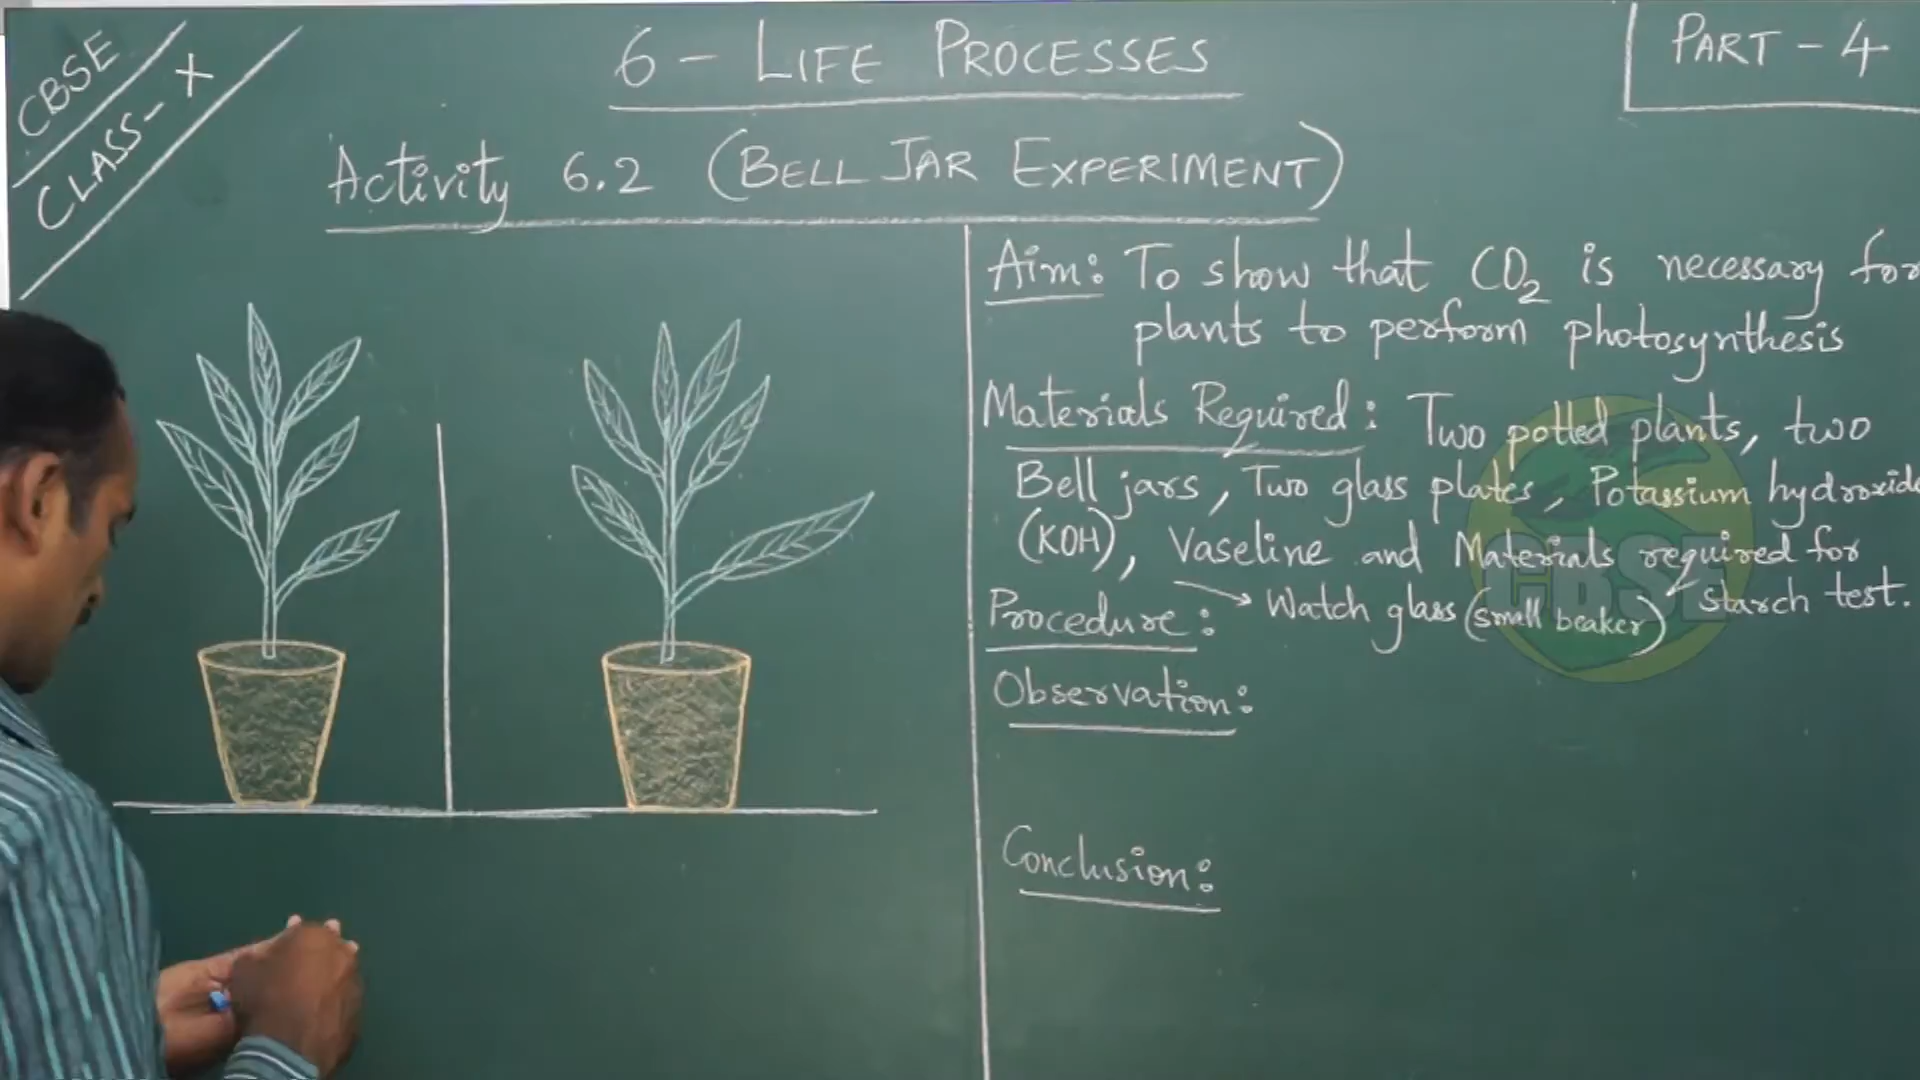 CBSE
CLASS-X
6 - LIFE PROCESSES
PART - 4
Activity 6.2 (BELL JAR EXPERIMENT)
Aim: To show that CO2 is necessary for
plants to perform photosynthesis
Materials Required: Two potted plants, two
Bell jars, Two glass plates, Potassium hydroxide
(KOH), Vaseline and Materials required for
starch test.
→ Watch glass (small beaker)
Procedure:
Observation:
Conclusion:
CBSE